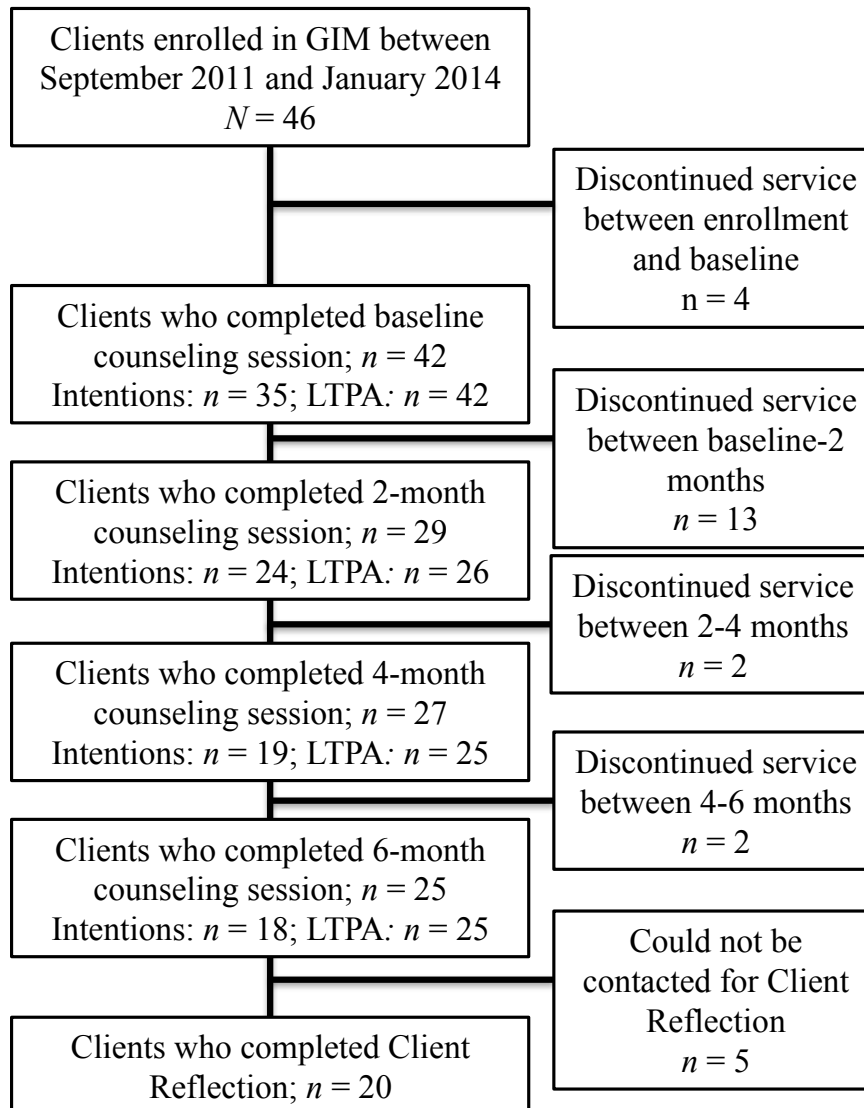 Clients enrolled in GIM between
September 2011 and January 2014
N = 46
Discontinued service
between enrollment
and baseline
n = 4
Clients who completed baseline
counseling session; n = 42
Intentions: n = 35; LTPA: n = 42
Discontinued service
between baseline-2
months
n = 13
Clients who completed 2-month
counseling session; n = 29
Intentions: n = 24; LTPA: n = 26
Discontinued service
between 2-4 months
n = 2
Clients who completed 4-month
counseling session; n = 27
Intentions: n = 19; LTPA: n = 25
Discontinued service
between 4-6 months
n = 2
Clients who completed 6-month
counseling session; n = 25
Intentions: n = 18; LTPA: n = 25
Could not be
contacted for Client
Reflection
n = 5
Clients who completed Client
Reflection; n = 20